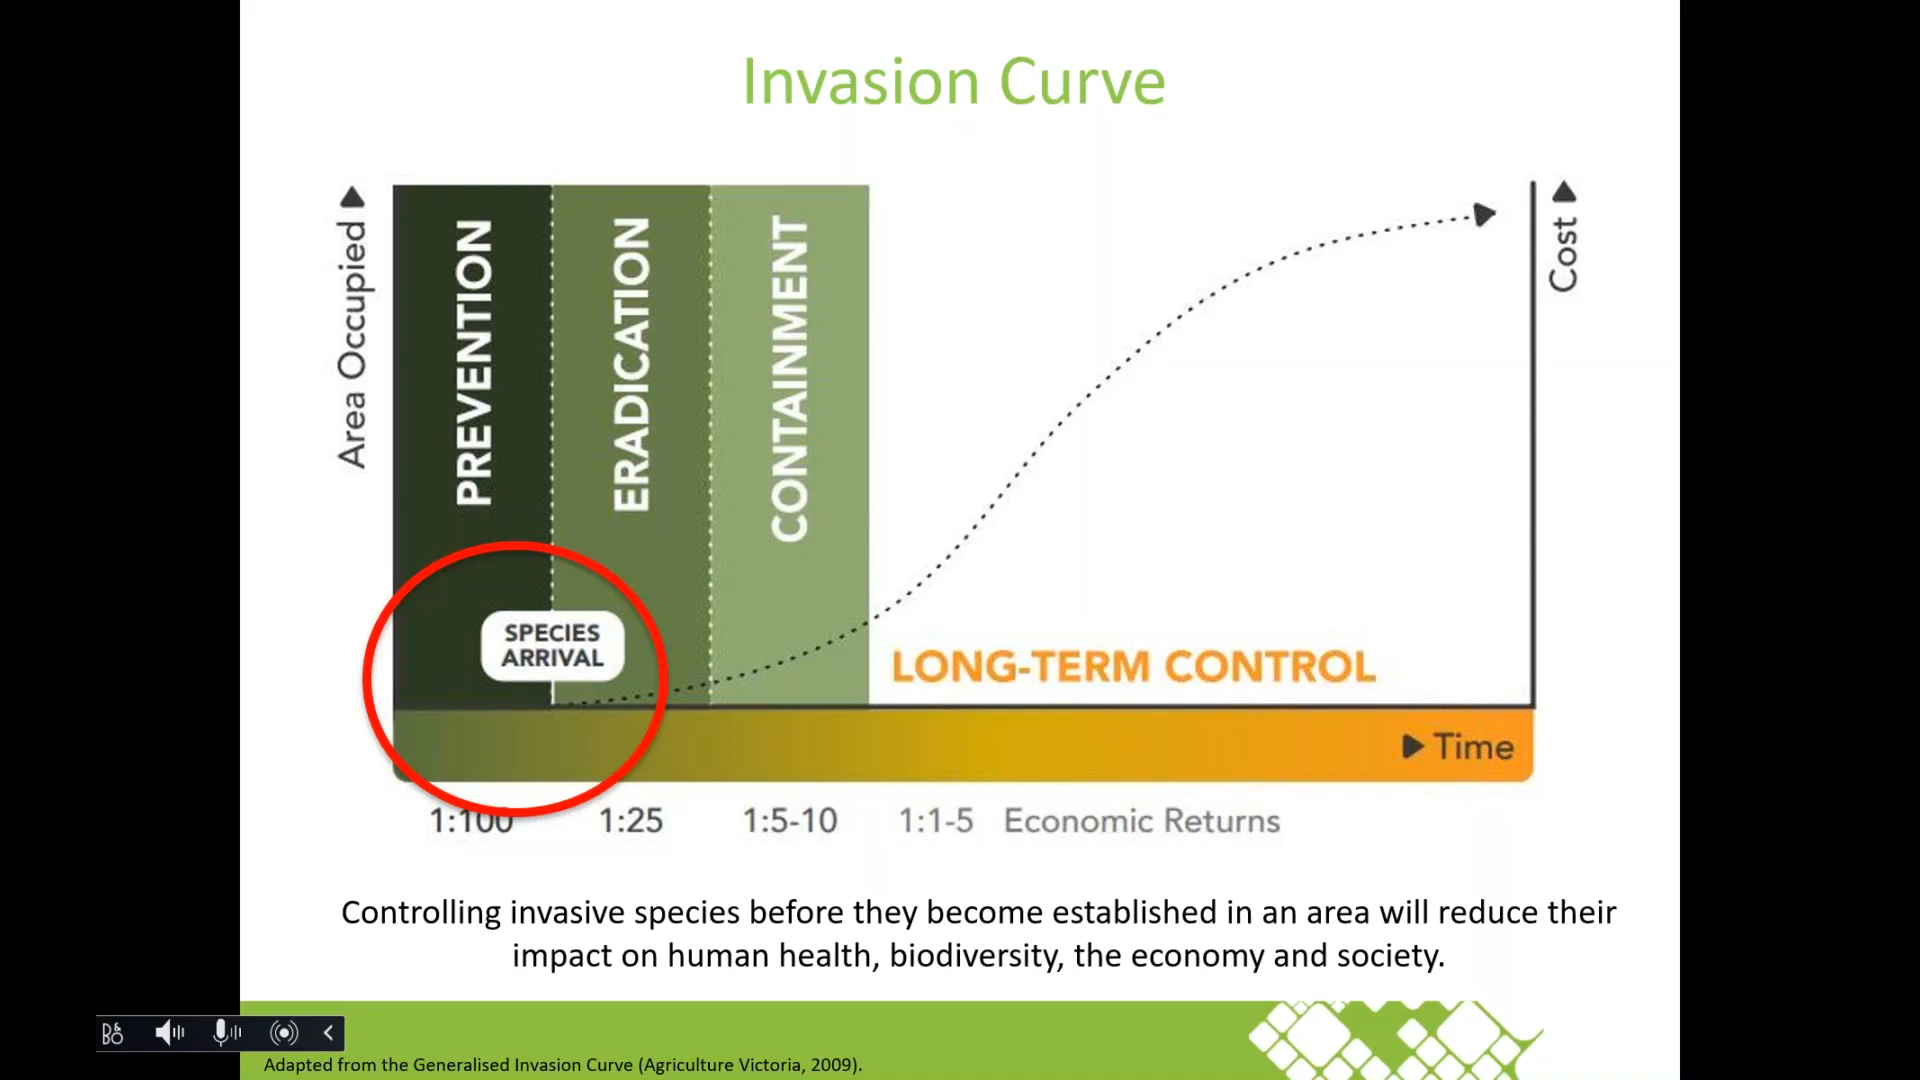 Invasion Curve
Area Occupied
PREVENTION
ERADICATION
CONTAINMENT
Cost
SPECIES
ARRIVAL
LONG-TERM CONTROL
Time
1:100 1:25 1:5-10 1:1-5 Economic Returns
Controlling invasive species before they become established in an area will reduce their
impact on human health, biodiversity, the economy and society.
B&O
Adapted from the Generalised Invasion Curve (Agriculture Victoria, 2009).